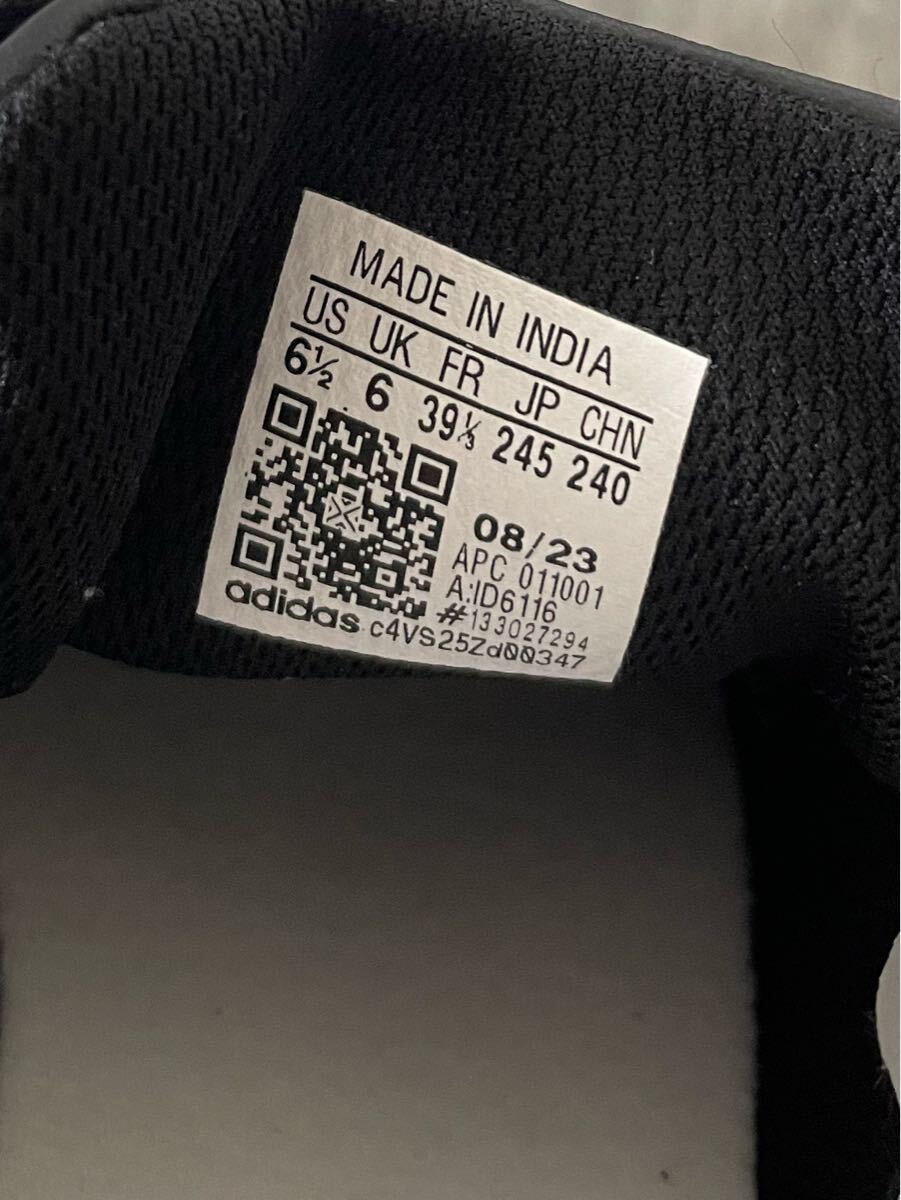 MADE IN INDIA
US UK FR JP CHN
6½ 6 39⅓ 245 240
08/23
APC 011001
A:ID6116
#133027294
adidas c4VS25Zd00347